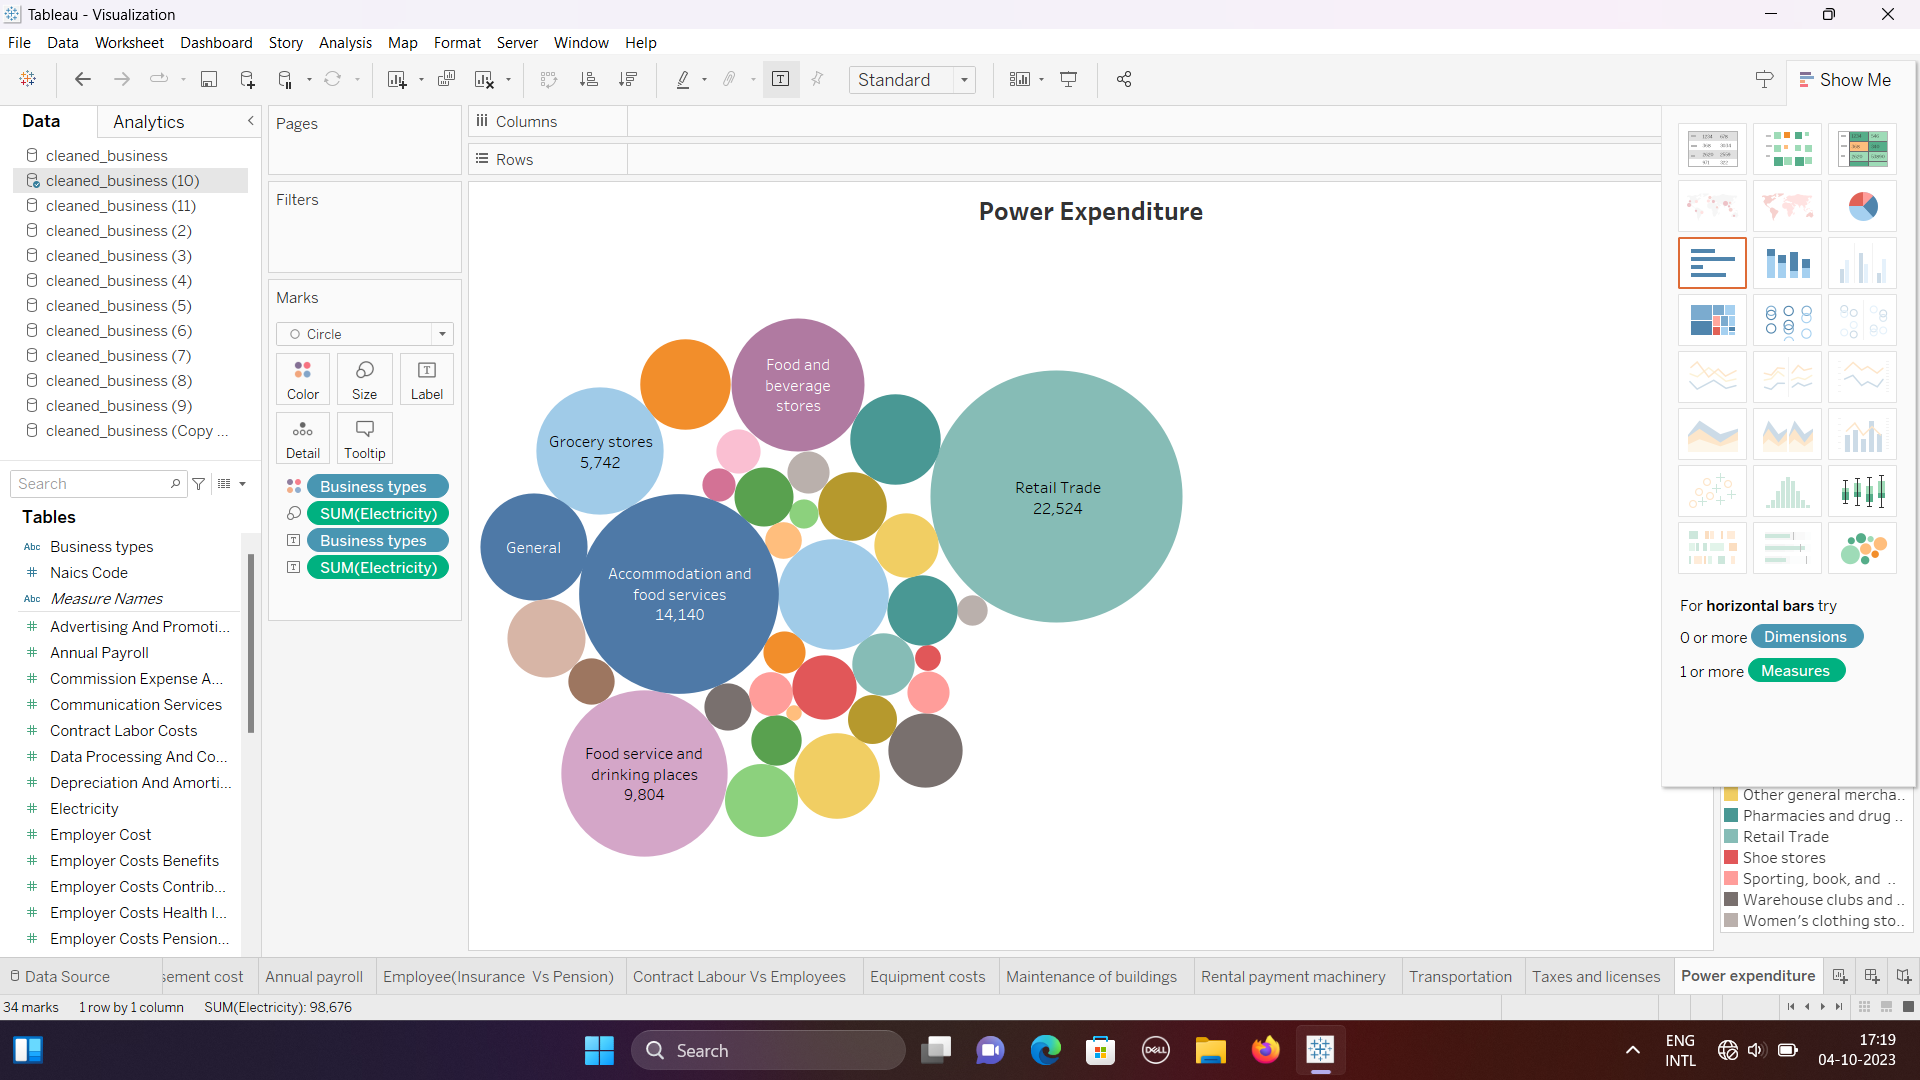 Tableau - Visualization
File Data Worksheet Dashboard Story Analysis Map Format Server Window Help
Standard
Show Me
Data Analytics
cleaned_business
cleaned_business (10)
cleaned_business (11)
cleaned_business (2)
cleaned_business (3)
cleaned_business (4)
cleaned_business (5)
cleaned_business (6)
cleaned_business (7)
cleaned_business (8)
cleaned_business (9)
cleaned_business (Copy ...
Search
Tables
Abc Business types
# Naics Code
Abc Measure Names
# Advertising And Promoti...
# Annual Payroll
# Commission Expense A...
# Communication Services
# Contract Labor Costs
# Data Processing And Co...
# Depreciation And Amorti...
# Electricity
# Employer Cost
# Employer Costs Benefits
# Employer Costs Contrib...
# Employer Costs Health I...
# Employer Costs Pension...
Pages
Filters
Marks
Circle
Color Size Label
Detail Tooltip
Business types
SUM(Electricity)
Business types
SUM(Electricity)
Columns
Rows
Power Expenditure
Food and
beverage
stores
Grocery stores
5,742
Retail Trade
22,524
General
Accommodation and
food services
14,140
Food service and
drinking places
9,804
For horizontal bars try
0 or more Dimensions
1 or more Measures
Other general mercha..
Pharmacies and drug ..
Retail Trade
Shoe stores
Sporting, book, and ..
Warehouse clubs and ..
Women's clothing sto..
Data Source
sement cost
Annual payroll
Employee(Insurance Vs Pension)
Contract Labour Vs Employees
Equipment costs
Maintenance of buildings
Rental payment machinery
Transportation
Taxes and licenses
Power expenditure
34 marks 1 row by 1 column SUM(Electricity): 98,676
Search
DELL
ENG
INTL
17:19
04-10-2023